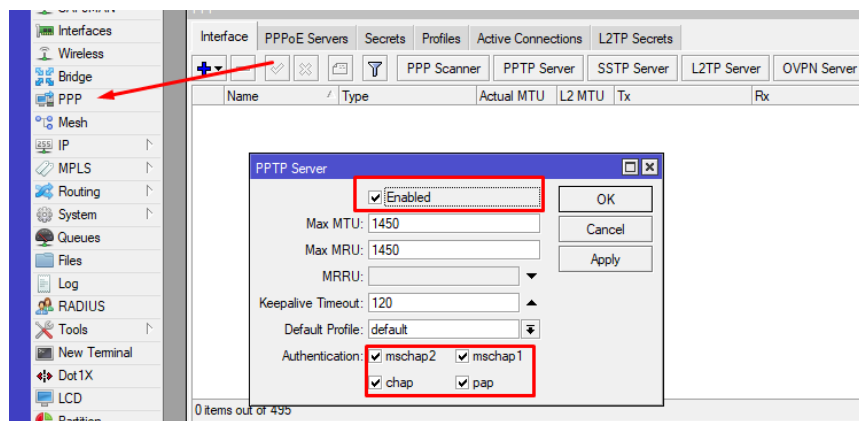 Interfaces
Wireless
Bridge
PPP
Mesh
IP
MPLS
Routing
System
Queues
Files
Log
RADIUS
Tools
New Terminal
Dot1X
LCD
Interface PPPoE Servers Secrets Profiles Active Connections L2TP Secrets
PPP Scanner PPTP Server SSTP Server L2TP Server OVPN Server
Name Type Actual MTU L2 MTU Tx Rx
PPTP Server
Enabled
OK
Max MTU: 1450
Cancel
Max MRU: 1450
Apply
MRRU:
Keepalive Timeout: 120
Default Profile: default
Authentication: mschap2 mschap1
chap pap
0 items out of 495